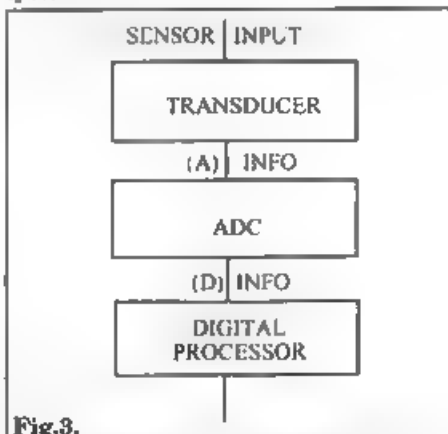 SENSOR INPUT
TRANSDUCER
(A) INFO
ADC
(D) INFO
DIGITAL
PROCESSOR
Fig.3.